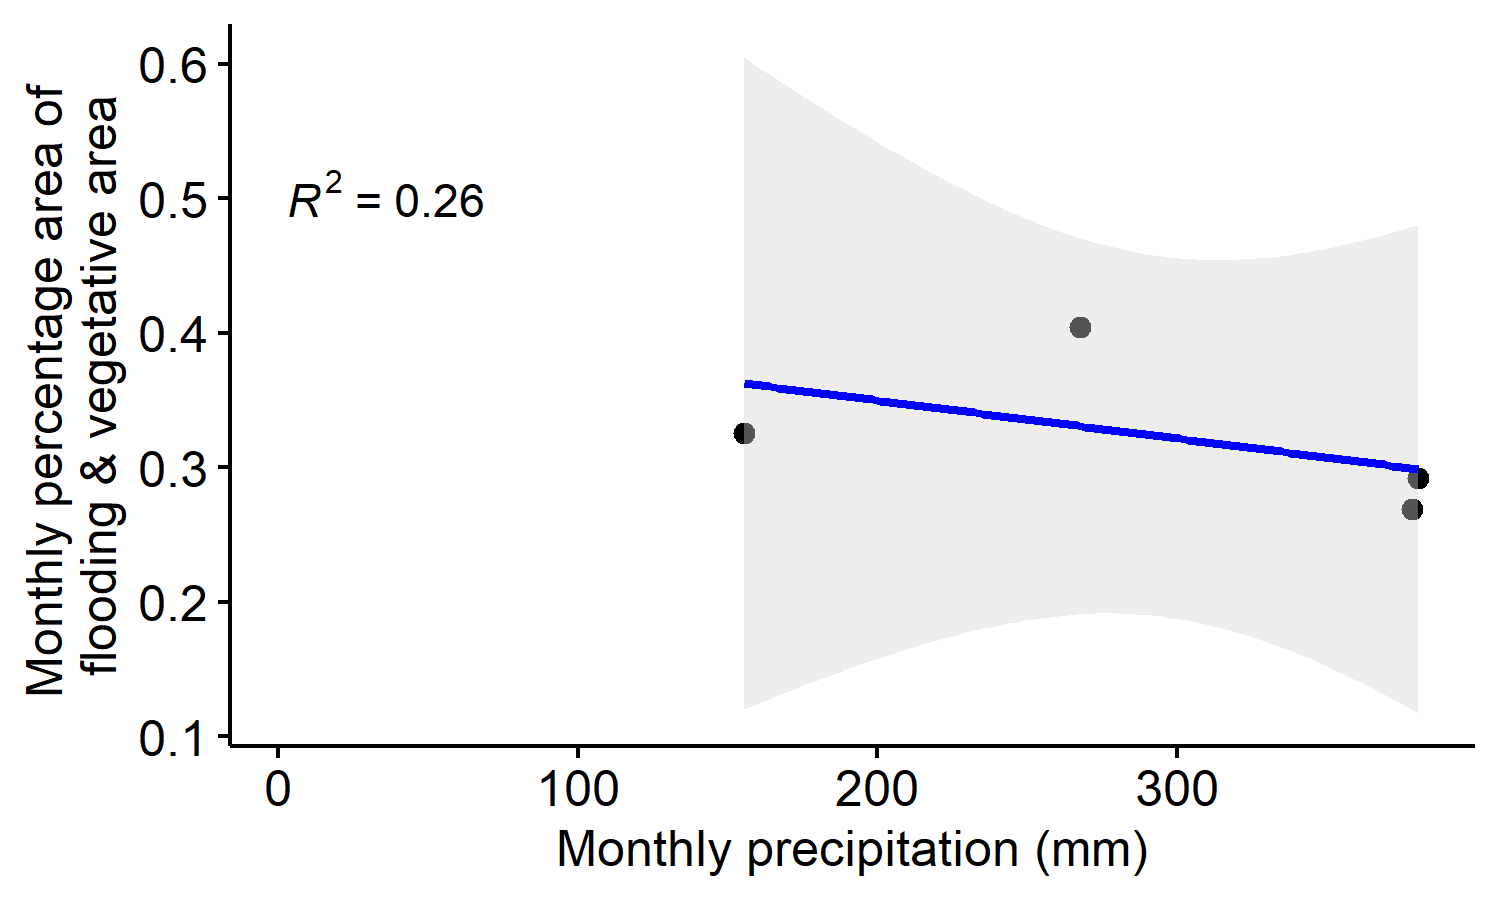 Monthly percentage area of
flooding & vegetative area
0.6
0.5
0.4
0.3
0.2
0.1
R² = 0.26
0 100 200 300
Monthly precipitation (mm)